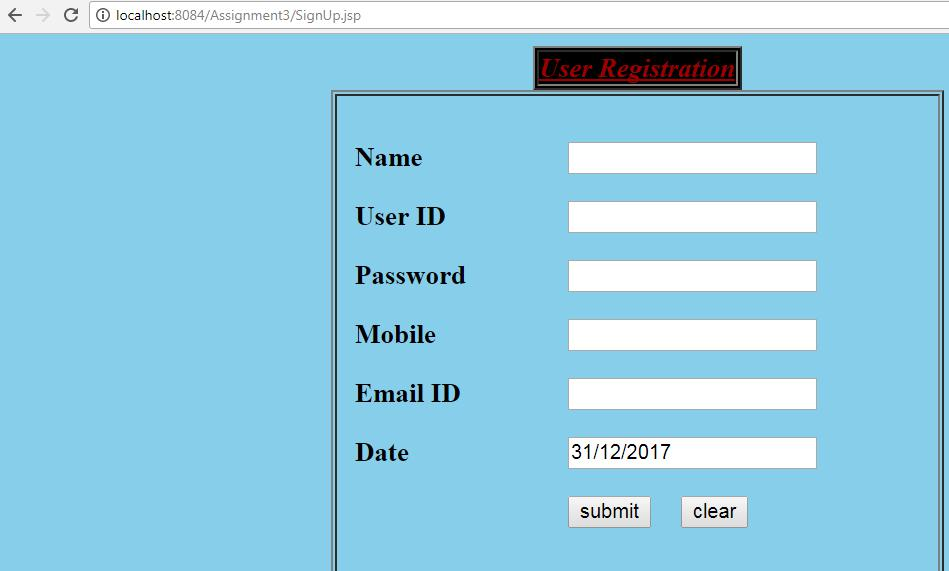 localhost:8084/Assignment3/SignUp.jsp
User Registration
Name
User ID
Password
Mobile
Email ID
Date 31/12/2017
submit clear